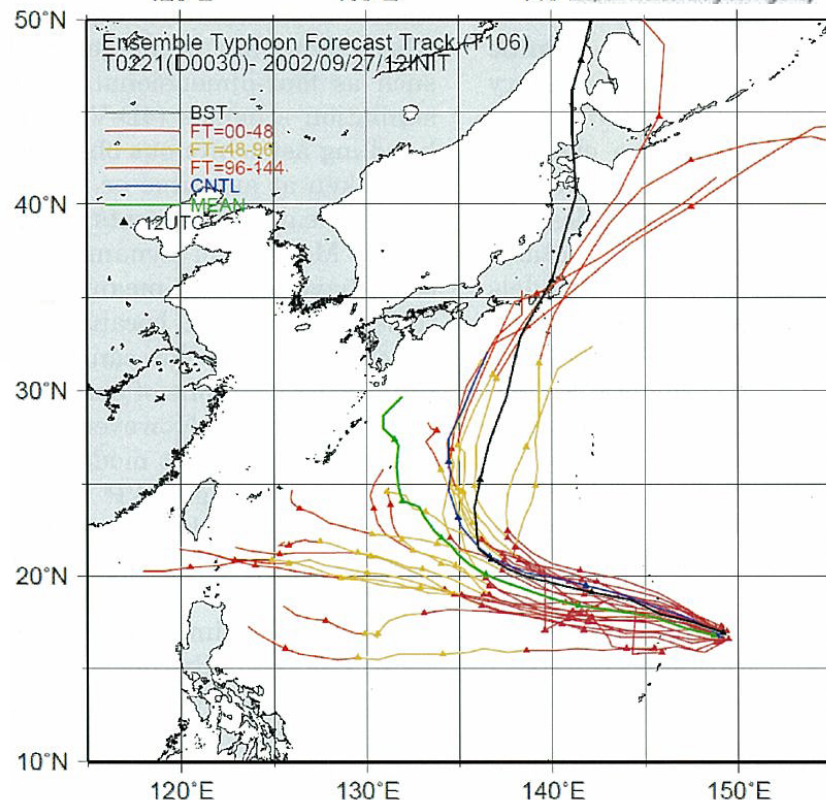 50°N
Ensemble Typhoon Forecast Track (T106)
T0221(D0030)- 2002/09/27/12INIT
BST
FT=00-48
FT=48-96
FT=96-144
CNTL
MEAN
▲ 12UTC
40°N
30°N
20°N
10°N
120°E 130°E 140°E 150°E